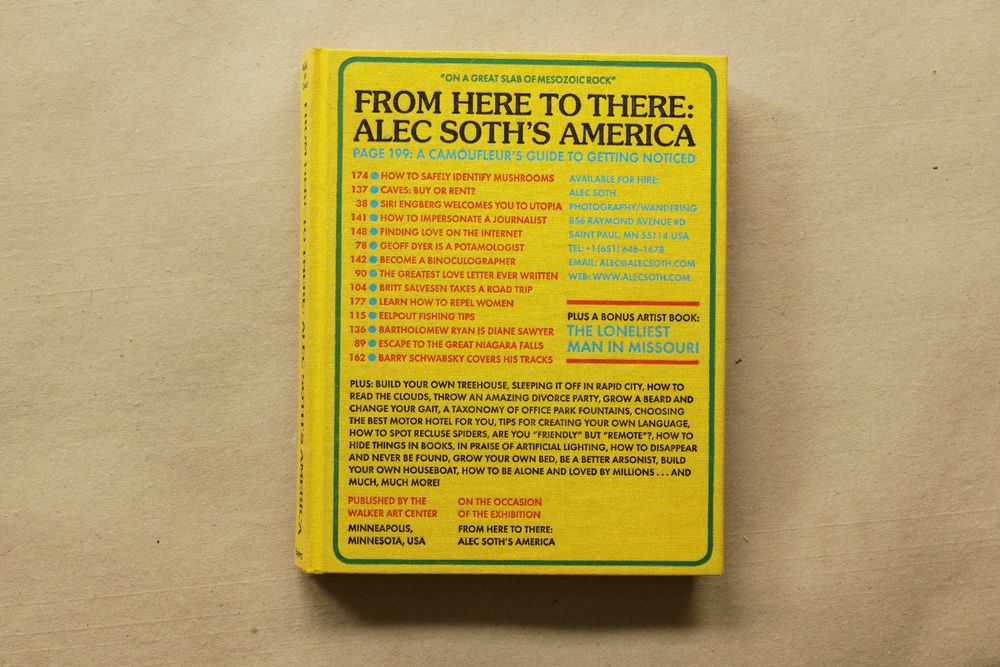 "ON A GREAT SLAB OF MESOZOIC ROCK"
FROM HERE TO THERE:
ALEC SOTH'S AMERICA
PAGE 199: A CAMOUFLEUR'S GUIDE TO GETTING NOTICED
174 ● HOW TO SAFELY IDENTIFY MUSHROOMS
137 ● CAVES: BUY OR RENT?
38 ● SIRI ENGBERG WELCOMES YOU TO UTOPIA
141 ● HOW TO IMPERSONATE A JOURNALIST
148 ● FINDING LOVE ON THE INTERNET
78 ● GEOFF DYER IS A POTAMOLOGIST
142 ● BECOME A BINOCULOGRAPHER
90 ● THE GREATEST LOVE LETTER EVER WRITTEN
104 ● BRITT SALVESEN TAKES A ROAD TRIP
177 ● LEARN HOW TO REPEL WOMEN
115 ● EELPOUT FISHING TIPS
136 ● BARTHOLOMEW RYAN IS DIANE SAWYER
89 ● ESCAPE TO THE GREAT NIAGARA FALLS
162 ● BARRY SCHWABSKY COVERS HIS TRACKS
AVAILABLE FOR HIRE:
ALEC SOTH
PHOTOGRAPHY/WANDERING
856 RAYMOND AVENUE #D
SAINT PAUL, MN 55114 USA
TEL: +1 (651) 646-1678
EMAIL: ALEC@ALECSOTH.COM
WEB: WWW.ALECSOTH.COM
PLUS A BONUS ARTIST BOOK:
THE LONELIEST
MAN IN MISSOURI
PLUS: BUILD YOUR OWN TREEHOUSE, SLEEPING IT OFF IN RAPID CITY, HOW TO
READ THE CLOUDS, THROW AN AMAZING DIVORCE PARTY, GROW A BEARD AND
CHANGE YOUR GAIT, A TAXONOMY OF OFFICE PARK FOUNTAINS, CHOOSING
THE BEST MOTOR HOTEL FOR YOU, TIPS FOR CREATING YOUR OWN LANGUAGE,
HOW TO SPOT RECLUSE SPIDERS, ARE YOU "FRIENDLY" BUT "REMOTE"?, HOW TO
HIDE THINGS IN BOOKS, IN PRAISE OF ARTIFICIAL LIGHTING, HOW TO DISAPPEAR
AND NEVER BE FOUND, GROW YOUR OWN BED, BE A BETTER ARSONIST, BUILD
YOUR OWN HOUSEBOAT, HOW TO BE ALONE AND LOVED BY MILLIONS . . . AND
MUCH, MUCH MORE!
PUBLISHED BY THE
WALKER ART CENTER
MINNEAPOLIS,
MINNESOTA, USA
ON THE OCCASION
OF THE EXHIBITION
FROM HERE TO THERE:
ALEC SOTH'S AMERICA
FROM HERE TO THERE: ALEC SOTH'S AMERICA